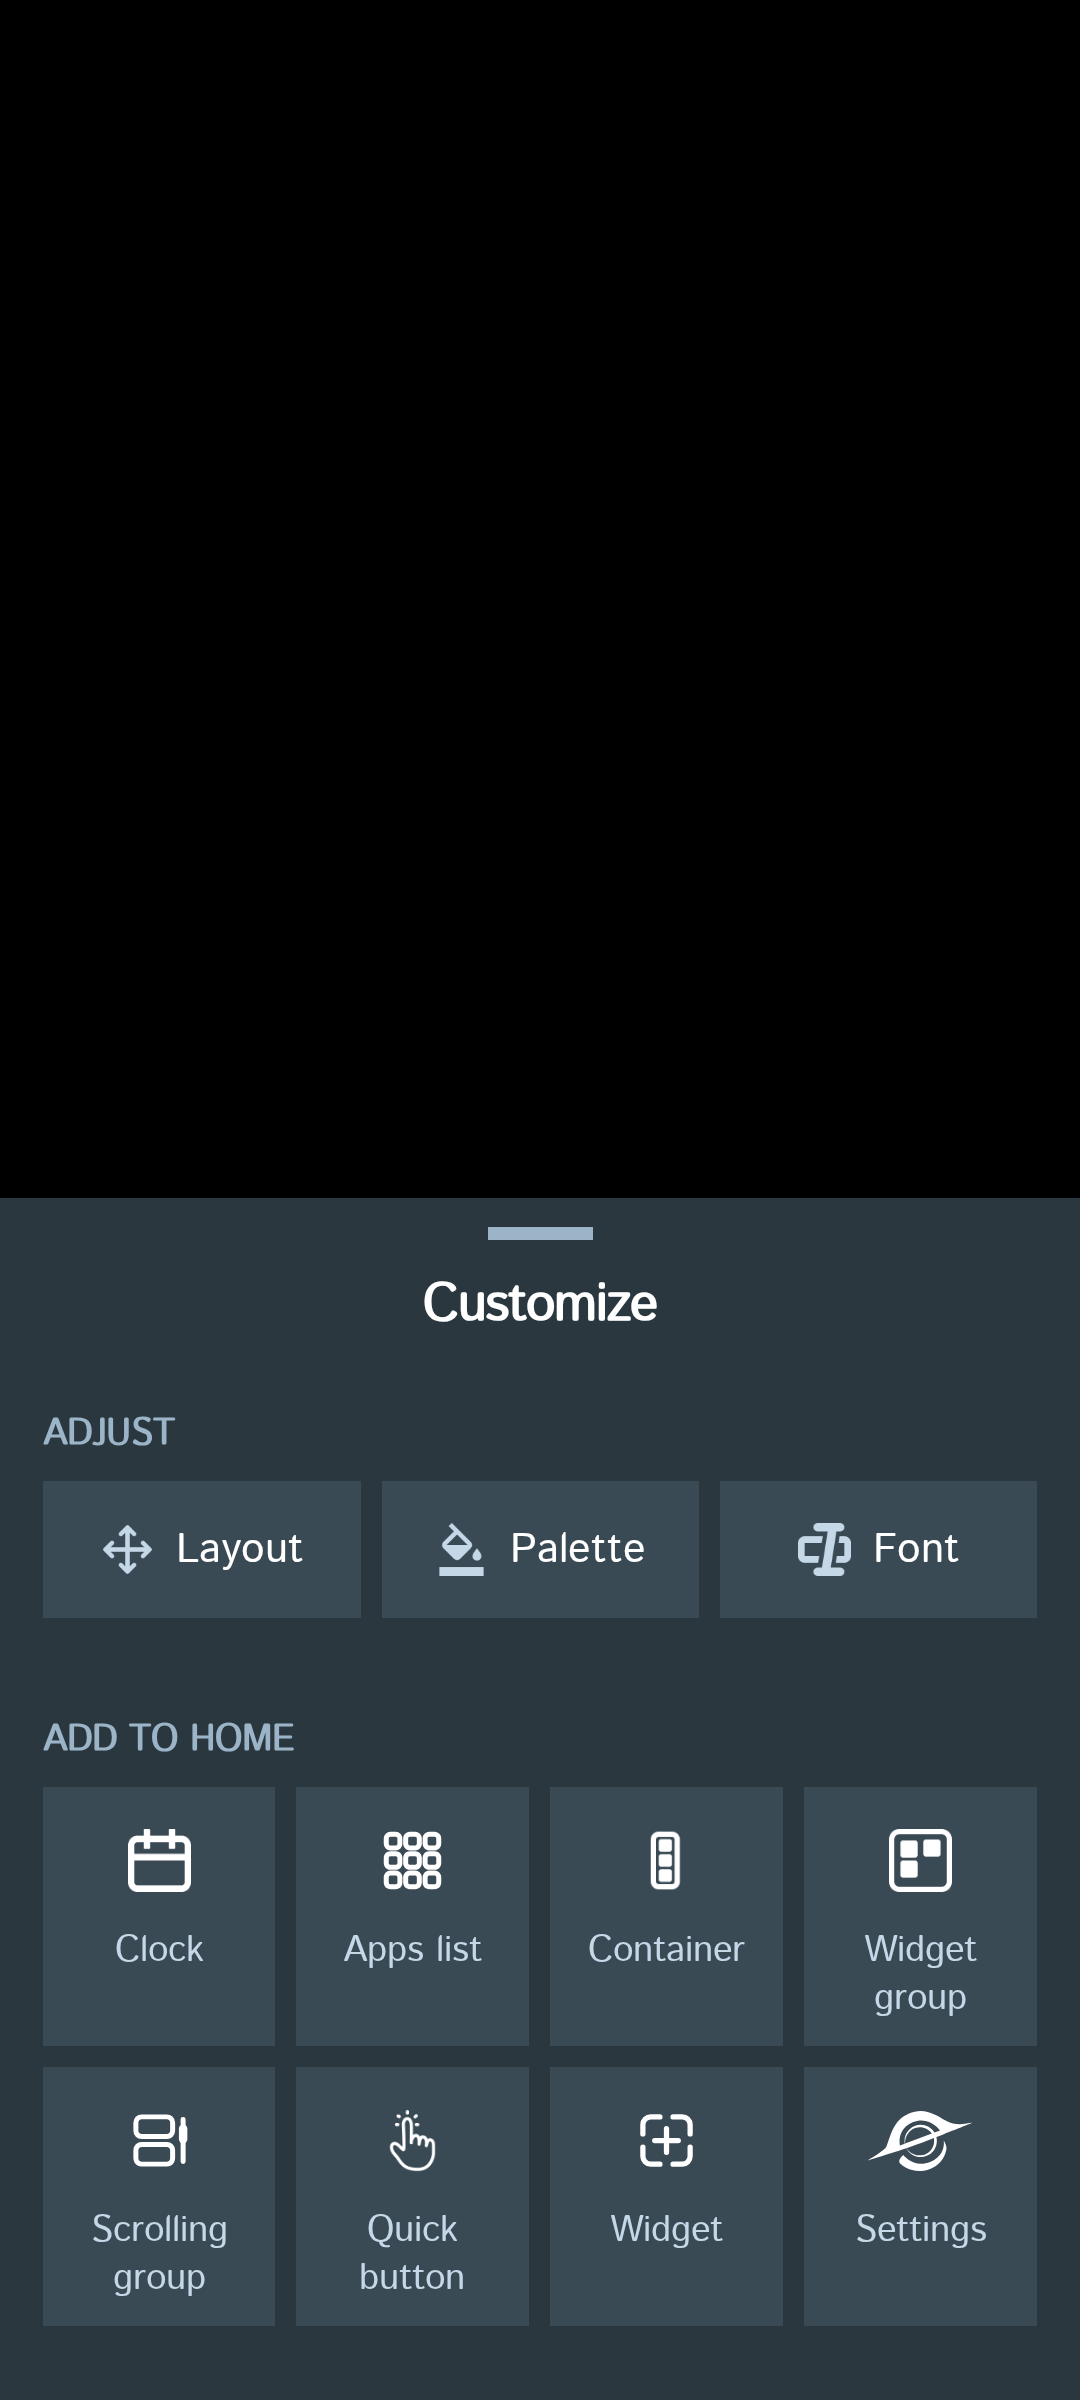 Customize
ADJUST
Layout
Palette
Font
ADD TO HOME
Clock
Apps list
Container
Widget
group
Scrolling
group
Quick
button
Widget
Settings